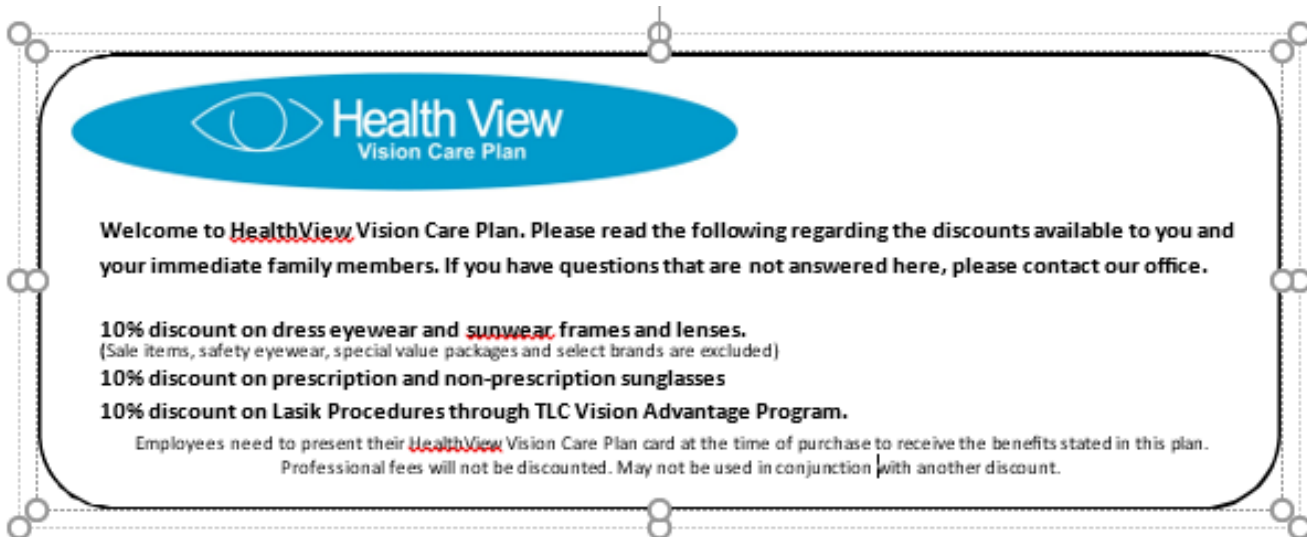 Health View
Vision Care Plan
Welcome to HealthView Vision Care Plan. Please read the following regarding the discounts available to you and
your immediate family members. If you have questions that are not answered here, please contact our office.
10% discount on dress eyewear and sunwear frames and lenses.
(Sale items, safety eyewear, special value packages and select brands are excluded)
10% discount on prescription and non-prescription sunglasses
10% discount on Lasik Procedures through TLC Vision Advantage Program.
Employees need to present their HealthView Vision Care Plan card at the time of purchase to receive the benefits stated in this plan.
Professional fees will not be discounted. May not be used in conjunction with another discount.